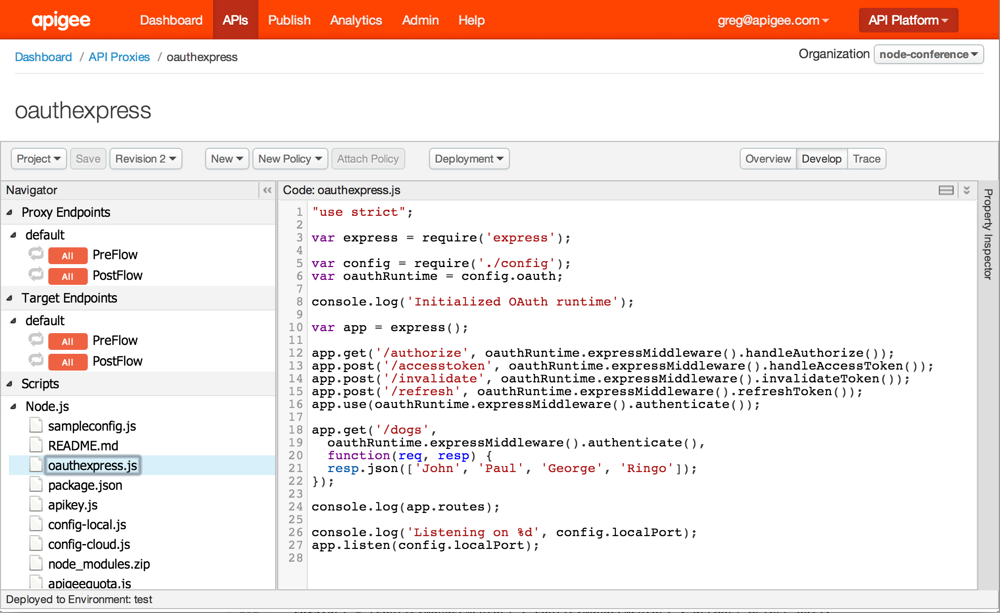 apigee Dashboard APIs Publish Analytics Admin Help greg@apigee.com API Platform
Dashboard / API Proxies / oauthexpress Organization node-conference
oauthexpress
Project Save Revision 2 New New Policy Attach Policy Deployment Overview Develop Trace
Navigator
Proxy Endpoints
default
All PreFlow
All PostFlow
Target Endpoints
default
All PreFlow
All PostFlow
Scripts
Node.js
sampleconfig.js
README.md
oauthexpress.js
package.json
apikey.js
config-local.js
config-cloud.js
node_modules.zip
apigeequota.js
Code: oauthexpress.js
1 "use strict";
2
3 var express = require('express');
4
5 var config = require('./config');
6 var oauthRuntime = config.oauth;
7
8 console.log('Initialized OAuth runtime');
9
10 var app = express();
11
12 app.get('/authorize', oauthRuntime.expressMiddleware().handleAuthorize());
13 app.post('/accesstoken', oauthRuntime.expressMiddleware().handleAccessToken());
14 app.post('/invalidate', oauthRuntime.expressMiddleware().invalidateToken());
15 app.post('/refresh', oauthRuntime.expressMiddleware().refreshToken());
16 app.use(oauthRuntime.expressMiddleware().authenticate());
17
18 app.get('/dogs',
19 oauthRuntime.expressMiddleware().authenticate(),
20 function(req, resp) {
21 resp.json(['John', 'Paul', 'George', 'Ringo']);
22 });
23
24 console.log(app.routes);
25
26 console.log('Listening on %d', config.localPort);
27 app.listen(config.localPort);
28
Property Inspector
Deployed to Environment: test